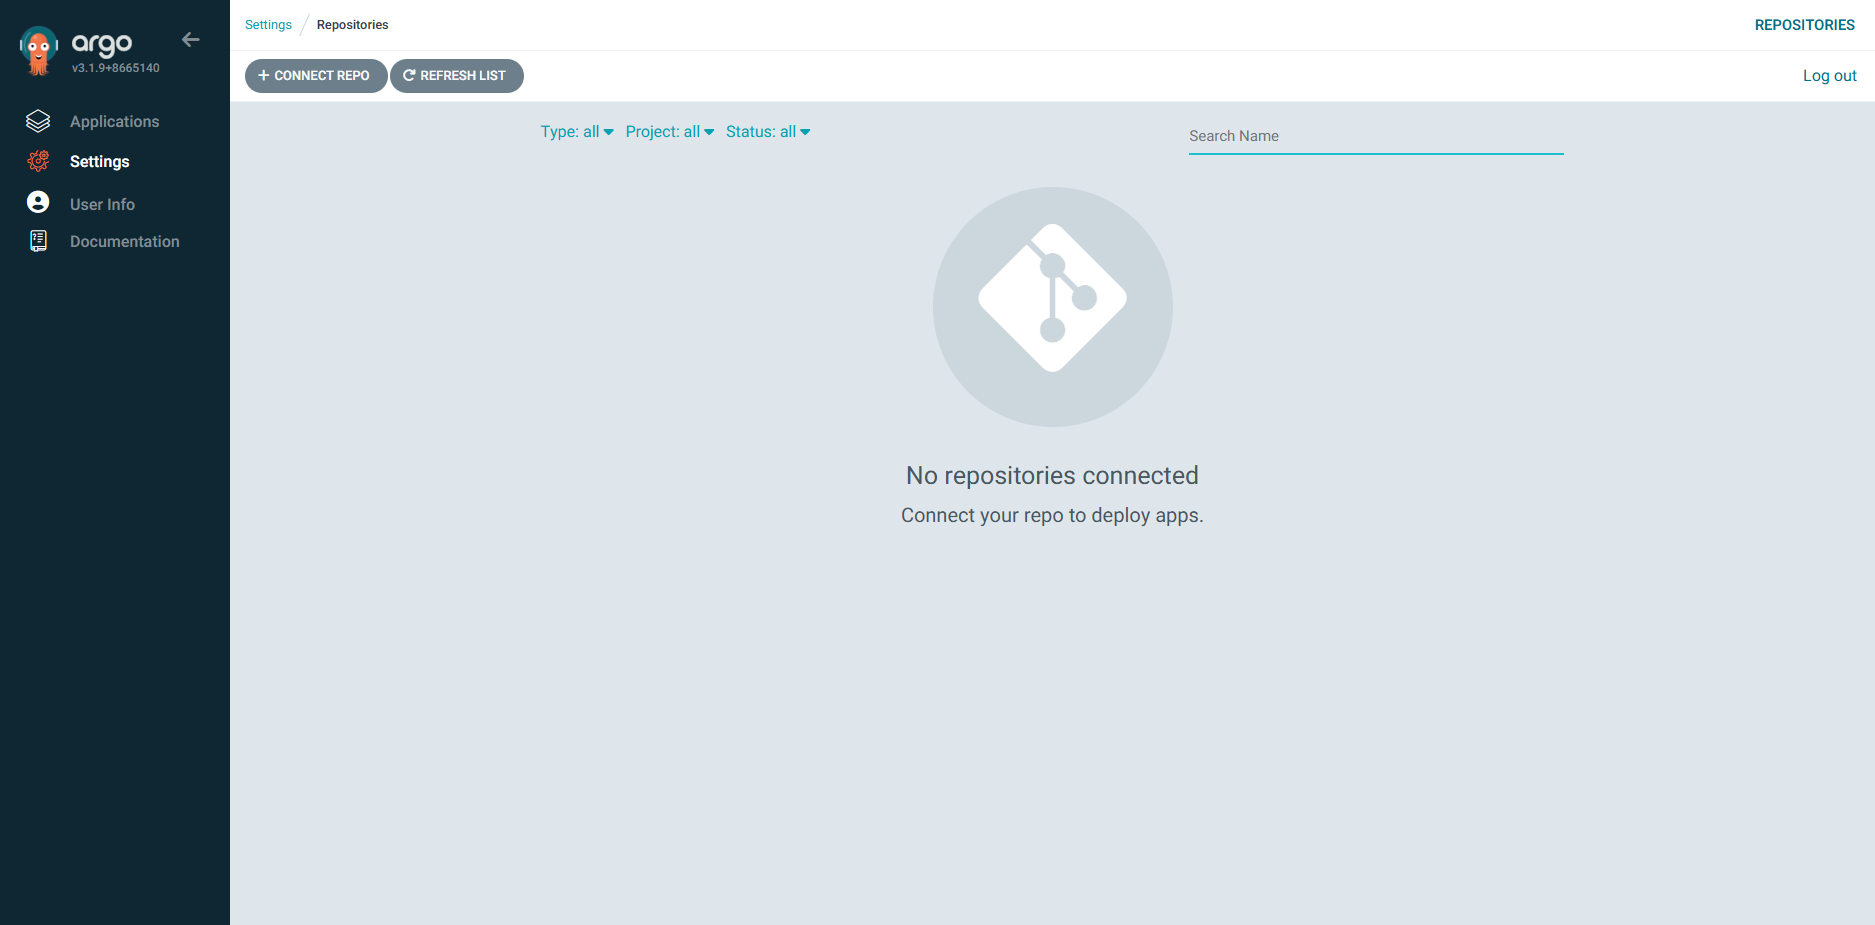 argo
v3.1.9+8665140
Applications
Settings
User Info
Documentation
Settings / Repositories
REPOSITORIES
+ CONNECT REPO
REFRESH LIST
Log out
Type: all
Project: all
Status: all
Search Name
No repositories connected
Connect your repo to deploy apps.